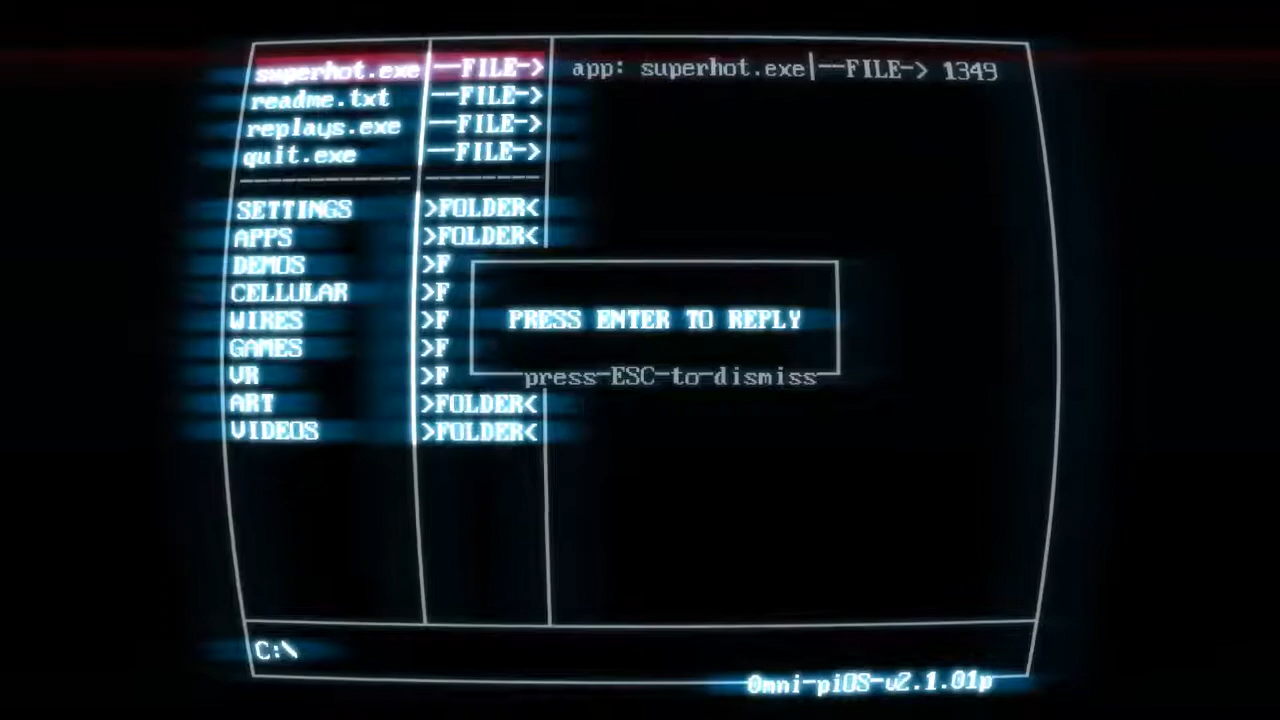 superhot.exe —FILE-> app: superhot.exe|—FILE-> 1349
readme.txt —FILE->
replays.exe —FILE->
quit.exe —FILE->
SETTINGS >FOLDER<
APPS >FOLDER<
DEMOS >F
CELLULAR >F
WIRES >F
GAMES >F
VR >F
ART >FOLDER<
VIDEOS >FOLDER<
PRESS ENTER TO REPLY
press-ESC-to-dismiss
C:\
Omni-piOS-v2.1.01p